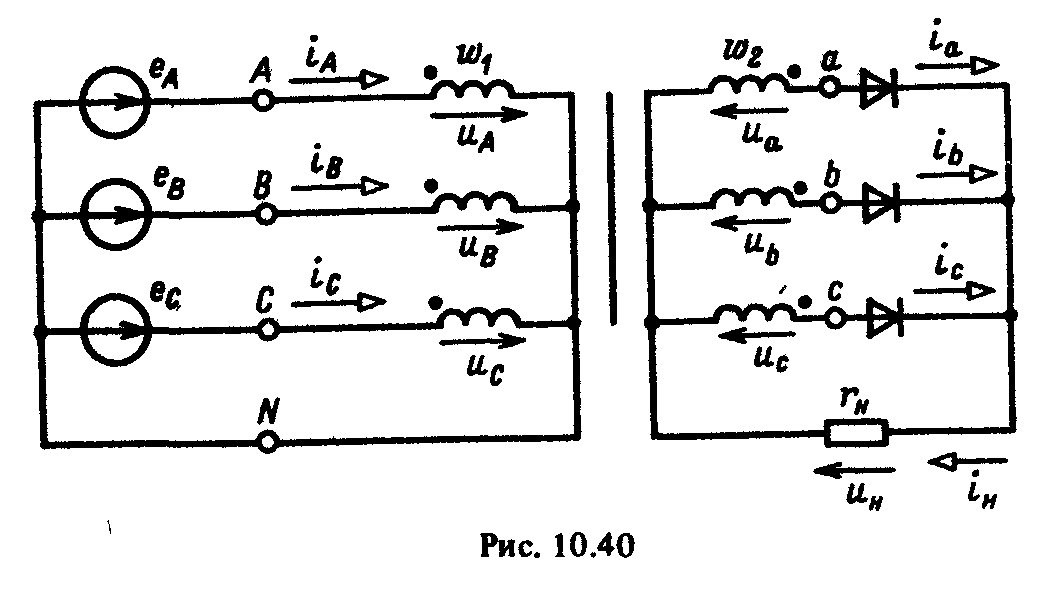 e_A A i_A w_1 u_A w_2 a i_a u_a
e_B B i_B u_B b i_b u_b
e_C C i_C u_C c i_c u_c
N r_н u_н i_н
Рис. 10.40